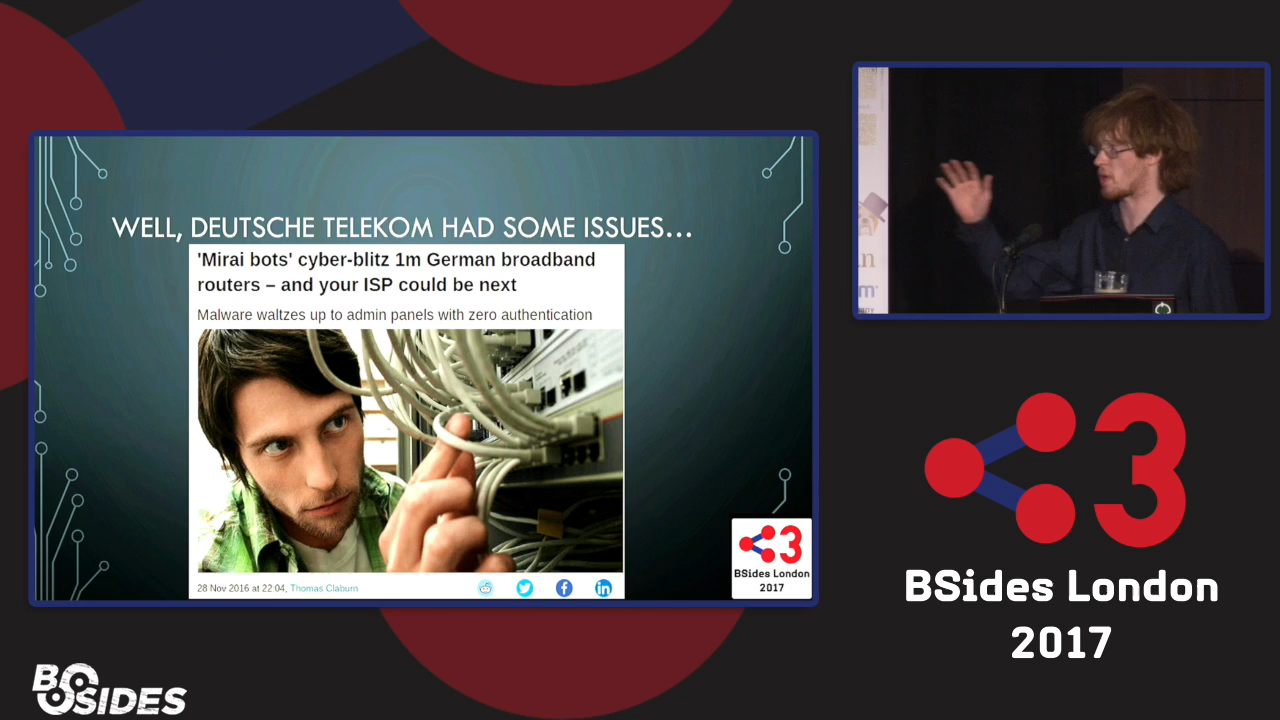 WELL, DEUTSCHE TELEKOM HAD SOME ISSUES...
'Mirai bots' cyber-blitz 1m German broadband
routers – and your ISP could be next
Malware waltzes up to admin panels with zero authentication
28 Nov 2016 at 22:04, Thomas Claburn
3
BSides London
2017
3
BSides London
2017
BSIDES